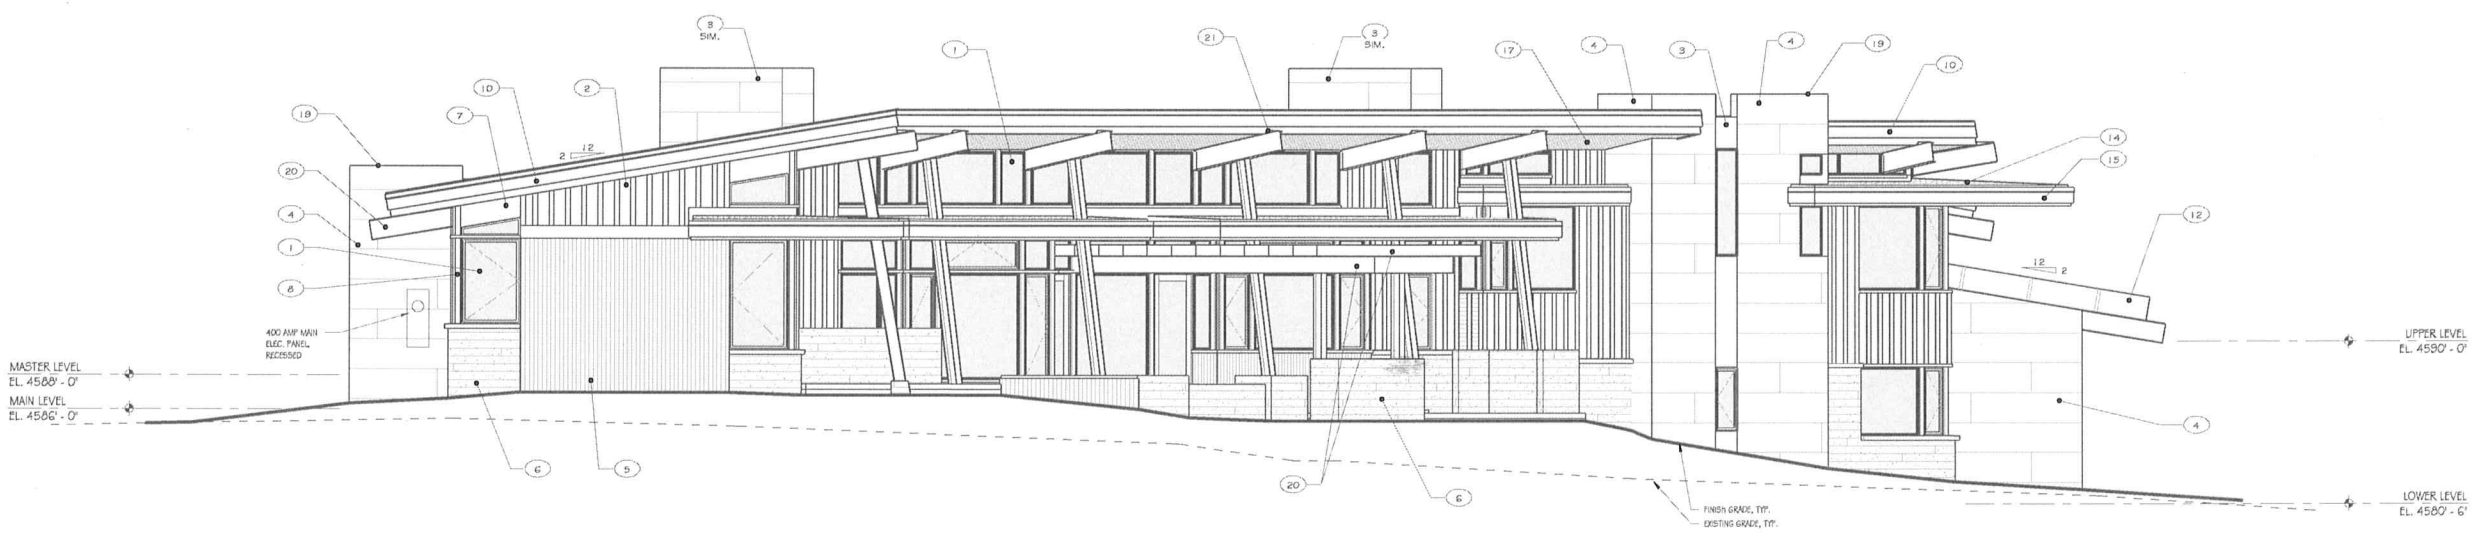 3
SIM.
1
21
3
SIM.
17
4
3
4
19
10
10
2
7
19
20
4
1
8
12
2
14
15
12
12
2
400 AMP MAIN
ELEC. PANEL,
RECESSED
MASTER LEVEL
EL. 4588' - 0"
MAIN LEVEL
EL. 4586' - 0"
UPPER LEVEL
EL. 4590' - 0"
6
5
20
6
4
FINISH GRADE, TYP.
EXISTING GRADE, TYP.
LOWER LEVEL
EL. 4580' - 6"